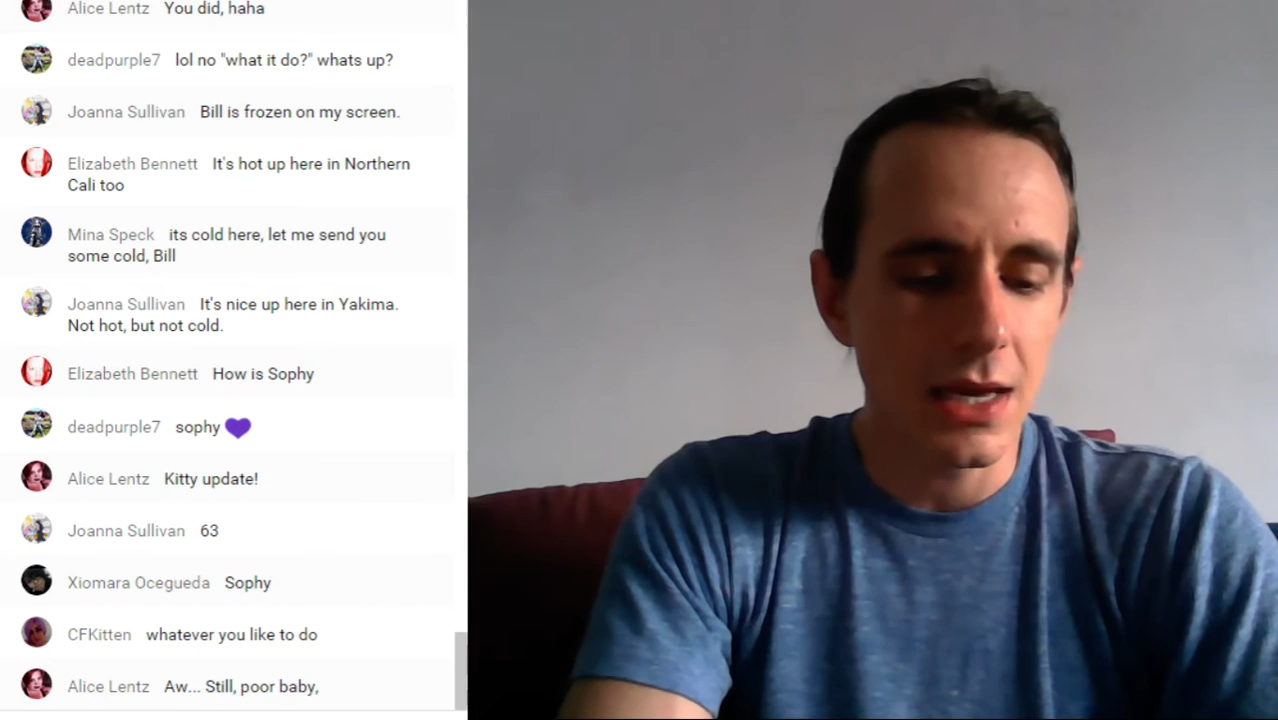 Alice Lentz You did, haha
deadpurple7 lol no "what it do?" whats up?
Joanna Sullivan Bill is frozen on my screen.
Elizabeth Bennett It's hot up here in Northern
Cali too
Mina Speck its cold here, let me send you
some cold, Bill
Joanna Sullivan It's nice up here in Yakima.
Not hot, but not cold.
Elizabeth Bennett How is Sophy
deadpurple7 sophy 💜
Alice Lentz Kitty update!
Joanna Sullivan 63
Xiomara Ocegueda Sophy
CFKitten whatever you like to do
Alice Lentz Aw... Still, poor baby,